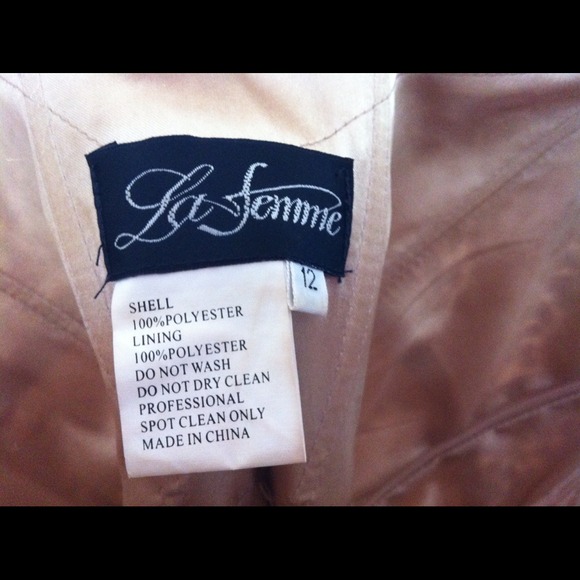 La Femme
12
SHELL
100%POLYESTER
LINING
100%POLYESTER
DO NOT WASH
DO NOT DRY CLEAN
PROFESSIONAL
SPOT CLEAN ONLY
MADE IN CHINA